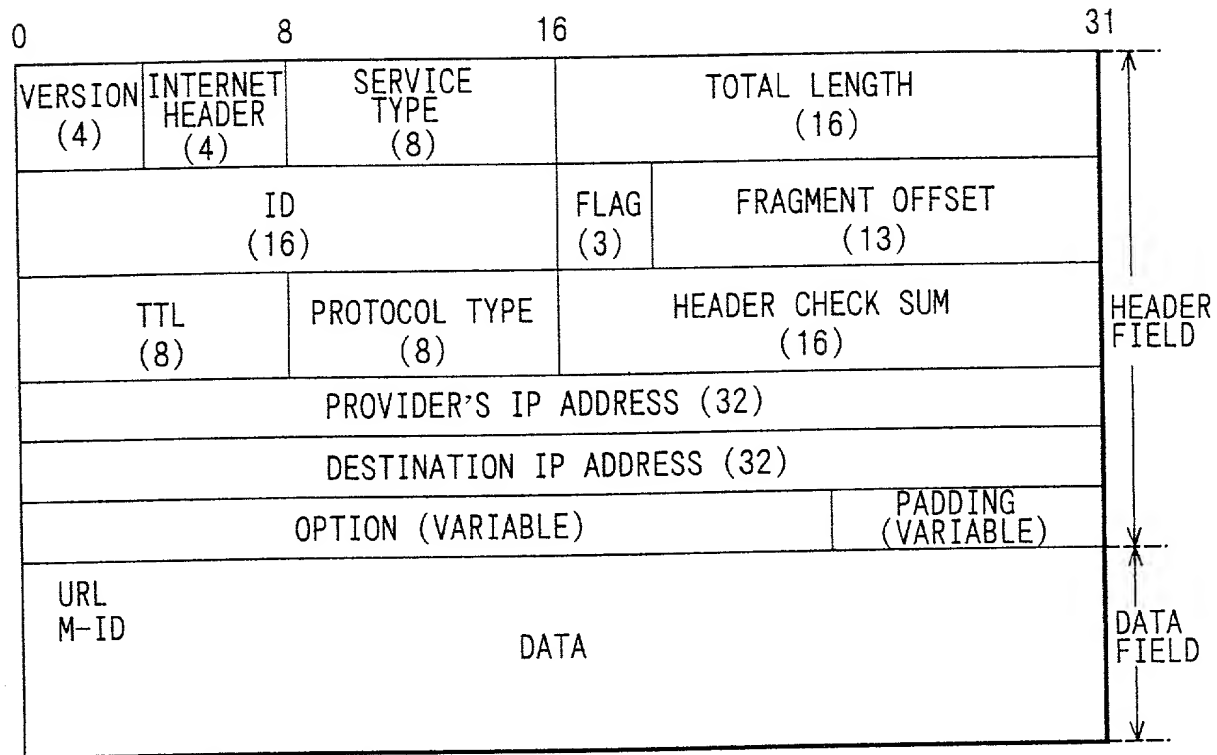 0 8 16 31
VERSION
(4)
INTERNET
HEADER
(4)
SERVICE
TYPE
(8)
TOTAL LENGTH
(16)
ID
(16)
FLAG
(3)
FRAGMENT OFFSET
(13)
TTL
(8)
PROTOCOL TYPE
(8)
HEADER CHECK SUM
(16)
HEADER
FIELD
PROVIDER'S IP ADDRESS (32)
DESTINATION IP ADDRESS (32)
OPTION (VARIABLE)
PADDING
(VARIABLE)
URL
M-ID
DATA
DATA
FIELD